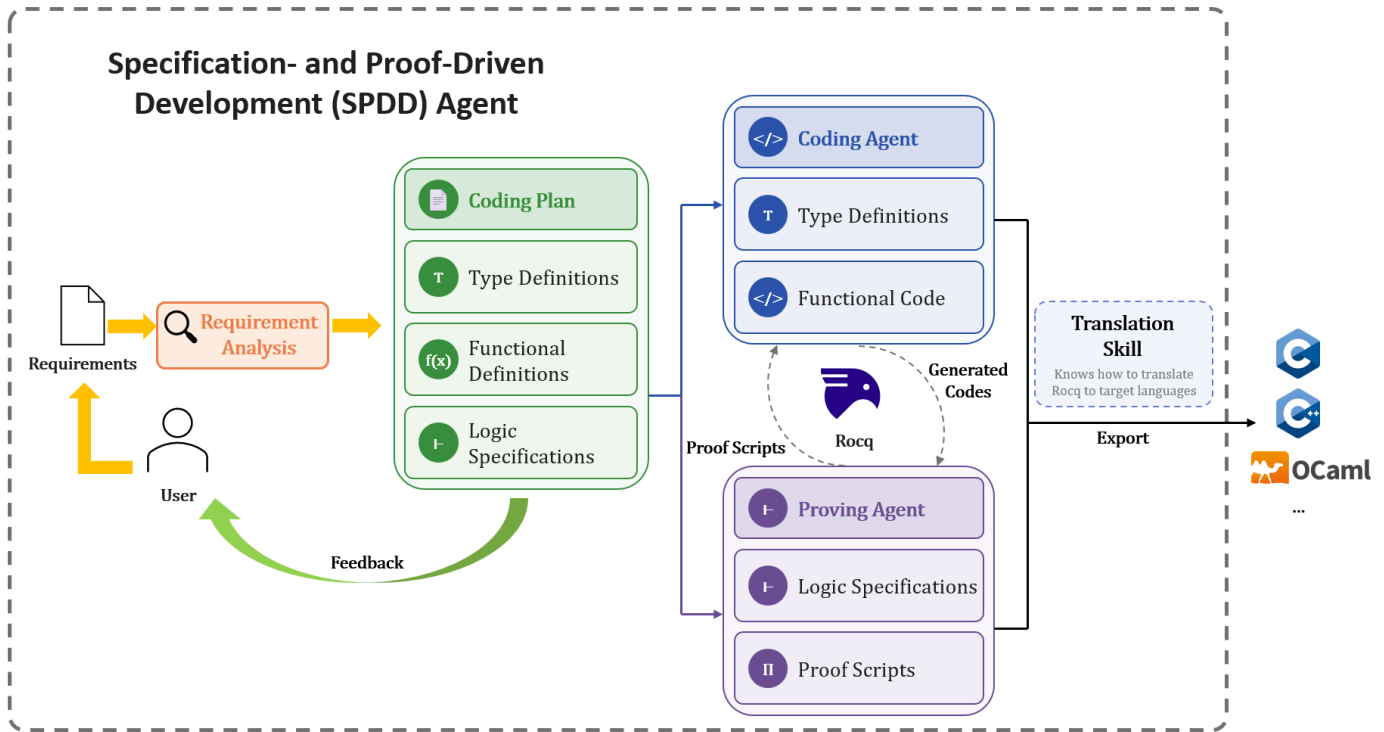 Specification- and Proof-Driven
Development (SPDD) Agent
Requirements
Requirement
Analysis
User
Feedback
Coding Plan
T
Type Definitions
f(x)
Functional
Definitions
⊢
Logic
Specifications
</> Coding Agent
T
Type Definitions
</>
Functional Code
Proof Scripts
Rocq
Generated
Codes
⊢
Proving Agent
⊢
Logic Specifications
Π
Proof Scripts
Translation
Skill
Knows how to translate
Rocq to target languages
Export
C
C++
OCaml
...